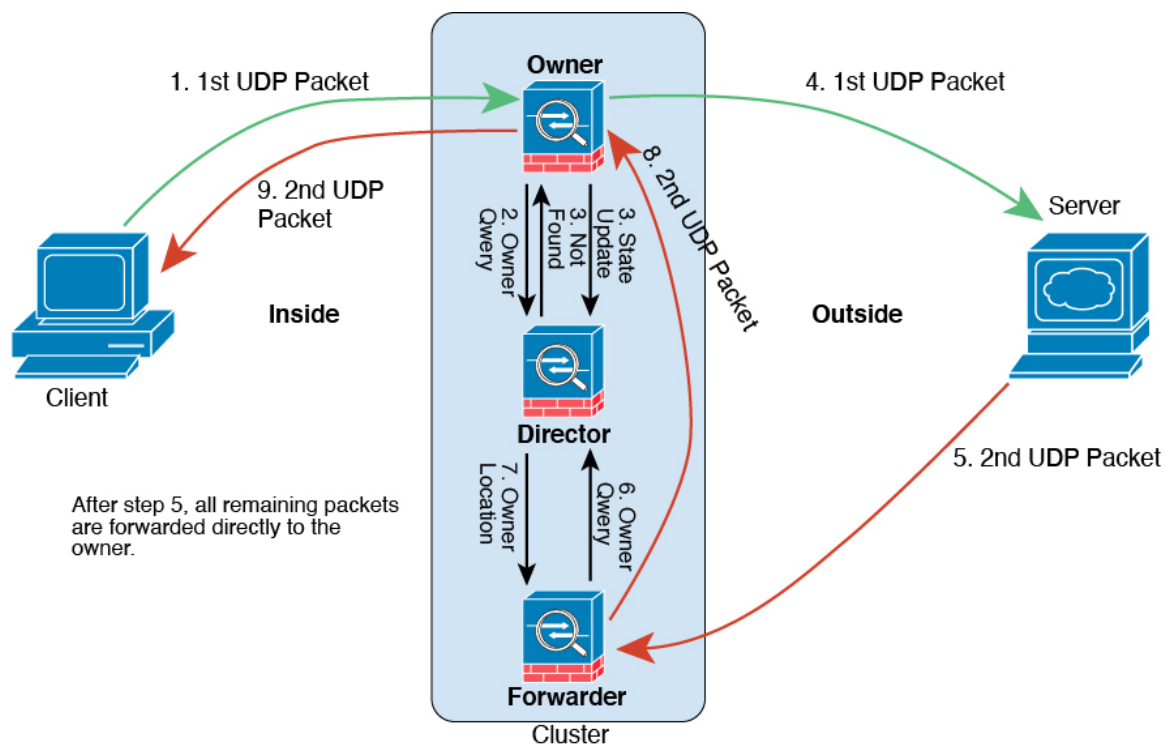 Owner
1. 1st UDP Packet
4. 1st UDP Packet
9. 2nd UDP
Packet
2. Owner
Qwery
3. Not
Found
3. State
Update
8. 2nd UDP Packet
Server
Inside
Outside
Client
Director
5. 2nd UDP Packet
7. Owner
Location
6. Owner
Qwery
After step 5, all remaining packets
are forwarded directly to the
owner.
Forwarder
Cluster